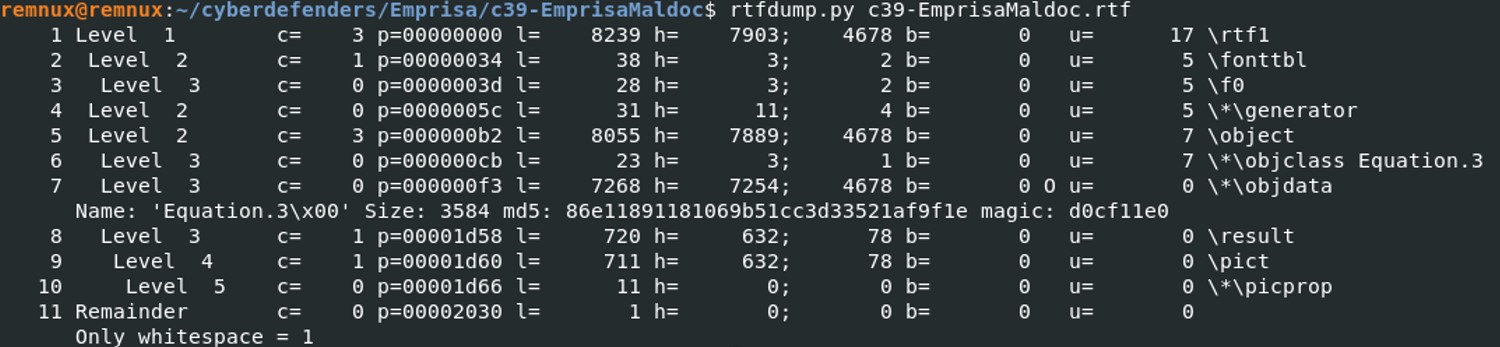 remnux@remnux:~/cyberdefenders/Emprisa/c39-EmprisaMaldoc$ rtfdump.py c39-EmprisaMaldoc.rtf
    1 Level  1        c=    3 p=00000000 l=    8239 h=    7903;    4678 b=       0   u=      17 \rtf1
    2  Level  2       c=    1 p=00000034 l=      38 h=       3;       2 b=       0   u=       5 \fonttbl
    3   Level  3      c=    0 p=0000003d l=      28 h=       3;       2 b=       0   u=       5 \f0
    4  Level  2       c=    0 p=0000005c l=      31 h=      11;       4 b=       0   u=       5 \*\generator
    5  Level  2       c=    3 p=000000b2 l=    8055 h=    7889;    4678 b=       0   u=       7 \object
    6   Level  3      c=    0 p=000000cb l=      23 h=       3;       1 b=       0   u=       7 \*\objclass Equation.3
    7   Level  3      c=    0 p=000000f3 l=    7268 h=    7254;    4678 b=       0 O u=       0 \*\objdata
      Name: 'Equation.3\x00' Size: 3584 md5: 86e11891181069b51cc3d33521af9f1e magic: d0cf11e0
    8   Level  3      c=    1 p=00001d58 l=     720 h=     632;      78 b=       0   u=       0 \result
    9    Level  4     c=    1 p=00001d60 l=     711 h=     632;      78 b=       0   u=       0 \pict
   10     Level  5    c=    0 p=00001d66 l=      11 h=       0;       0 b=       0   u=       0 \*\picprop
   11 Remainder       c=    0 p=00002030 l=       1 h=       0;       0 b=       0   u=       0
      Only whitespace = 1